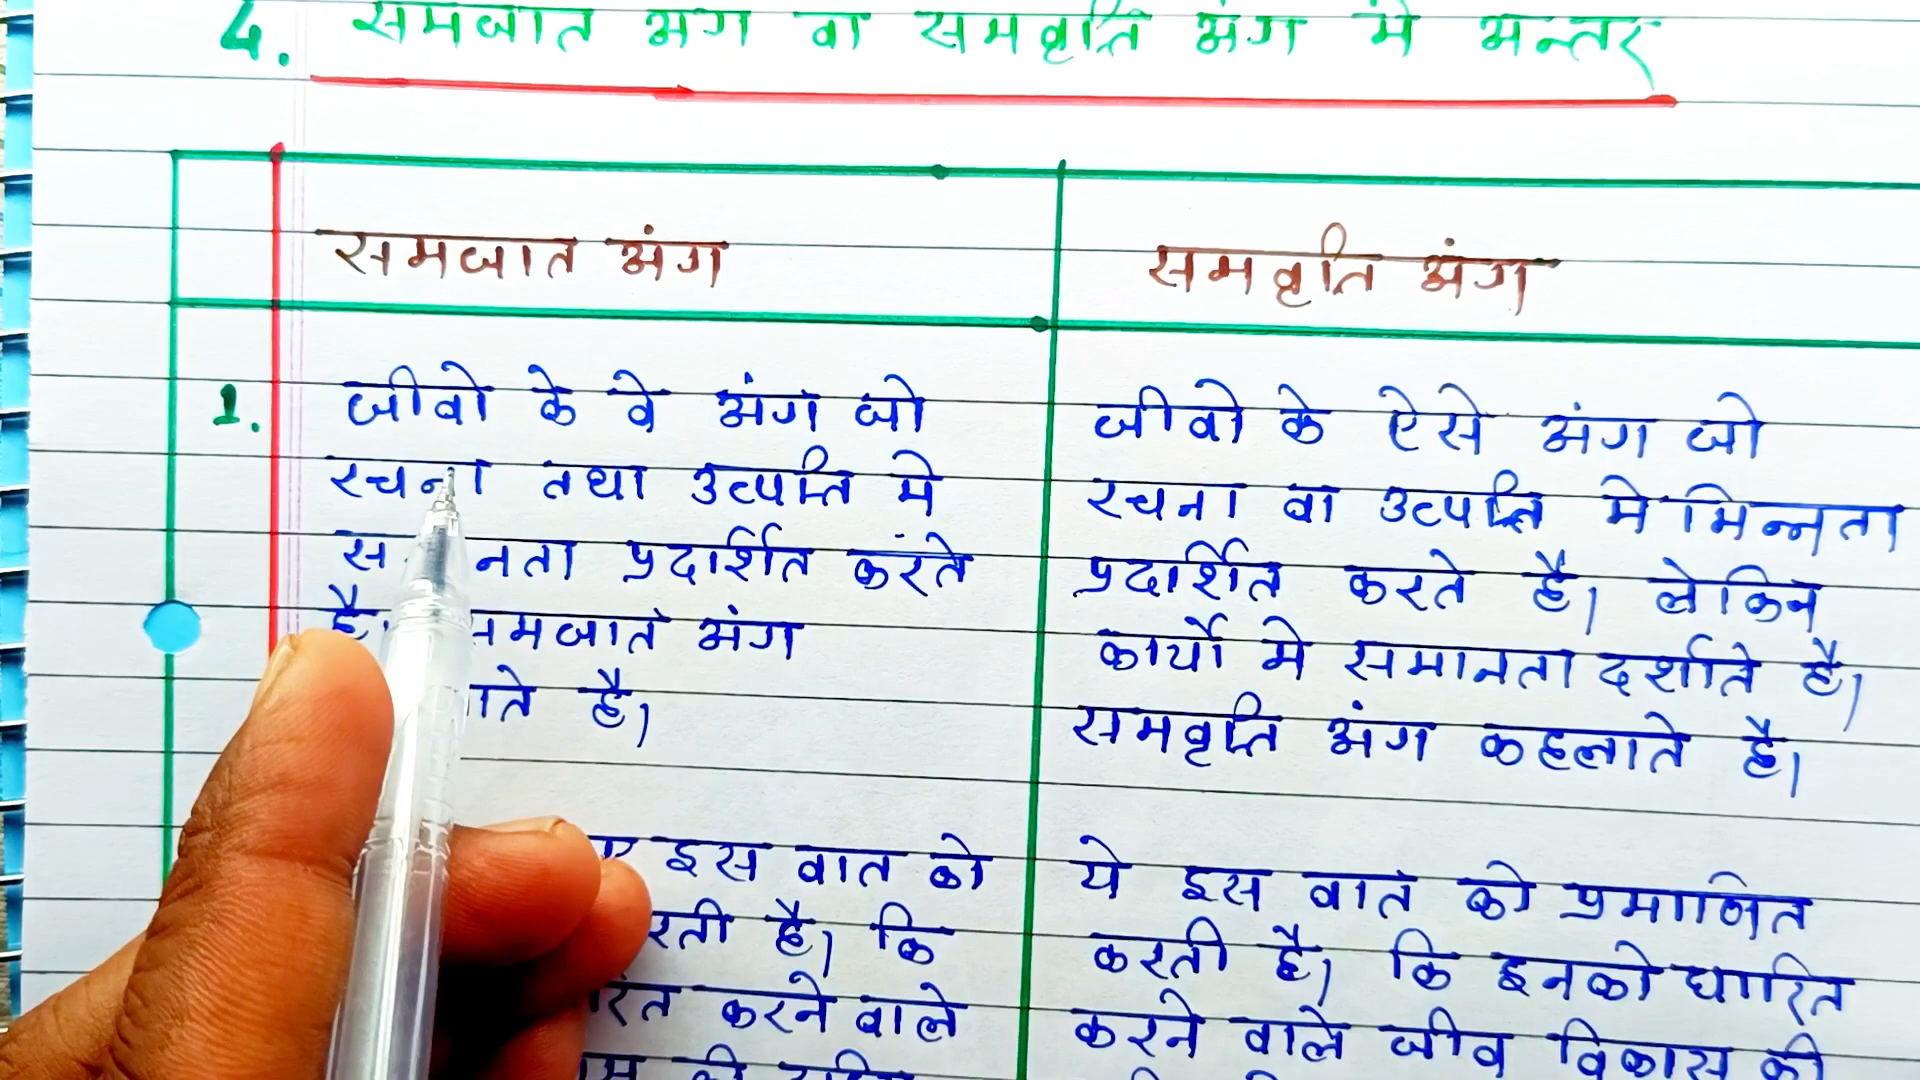 4. समजात अंग वा समवृति अंग मे अन्तर
समजात अंग
समवृति अंग
1. जीवो के वे अंग जो
रचना तथा उत्पत्ति मे
नता प्रदर्शित करते
है। समजात अंग
है।
जीवो के ऐसे अंग जो
रचना वा उत्पत्ति मे भिन्नता
प्रदर्शित करते है। लेकिन
कार्यो मे समानता दर्शाते है।
समवृत्ति अंग कहलाते है।
इस बात को
रती है। कि
करने वाले
ये इस बात को प्रमाणित
करती है। कि इनको धारित
करने वाले जीव विकास की